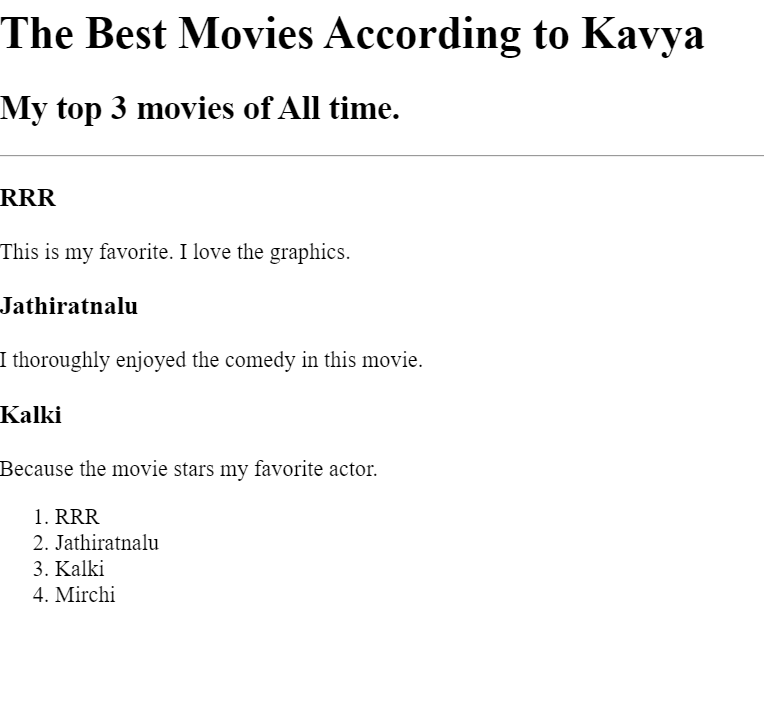 The Best Movies According to Kavya
My top 3 movies of All time.
RRR
This is my favorite. I love the graphics.
Jathiratnalu
I thoroughly enjoyed the comedy in this movie.
Kalki
Because the movie stars my favorite actor.
1. RRR
2. Jathiratnalu
3. Kalki
4. Mirchi